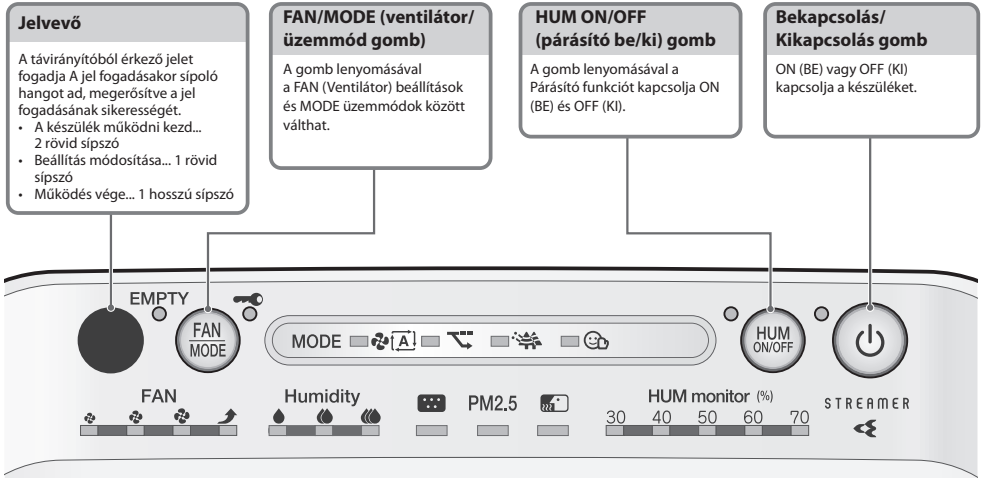 Jelvevő
A távirányítóból érkező jelet
fogadja A jel fogadásakor sípoló
hangot ad, megerősítve a jel
fogadásának sikerességét.
• A készülék működni kezd...
2 rövid sípszó
• Beállítás módosítása... 1 rövid
sípszó
• Működés vége... 1 hosszú sípszó
FAN/MODE (ventilátor/
üzemmód gomb)
A gomb lenyomásával
a FAN (Ventilátor) beállítások
és MODE üzemmódok között
válthat.
HUM ON/OFF
(párásító be/ki) gomb
A gomb lenyomásával a
Párásító funkciót kapcsolja ON
(BE) és OFF (KI).
Bekapcsolás/
Kikapcsolás gomb
ON (BE) vagy OFF (KI)
kapcsolja a készüléket.
EMPTY
FAN
MODE
MODE A
HUM
ON/OFF
FAN
Humidity
PM2.5
HUM monitor (%)
30 40 50 60 70
STREAMER